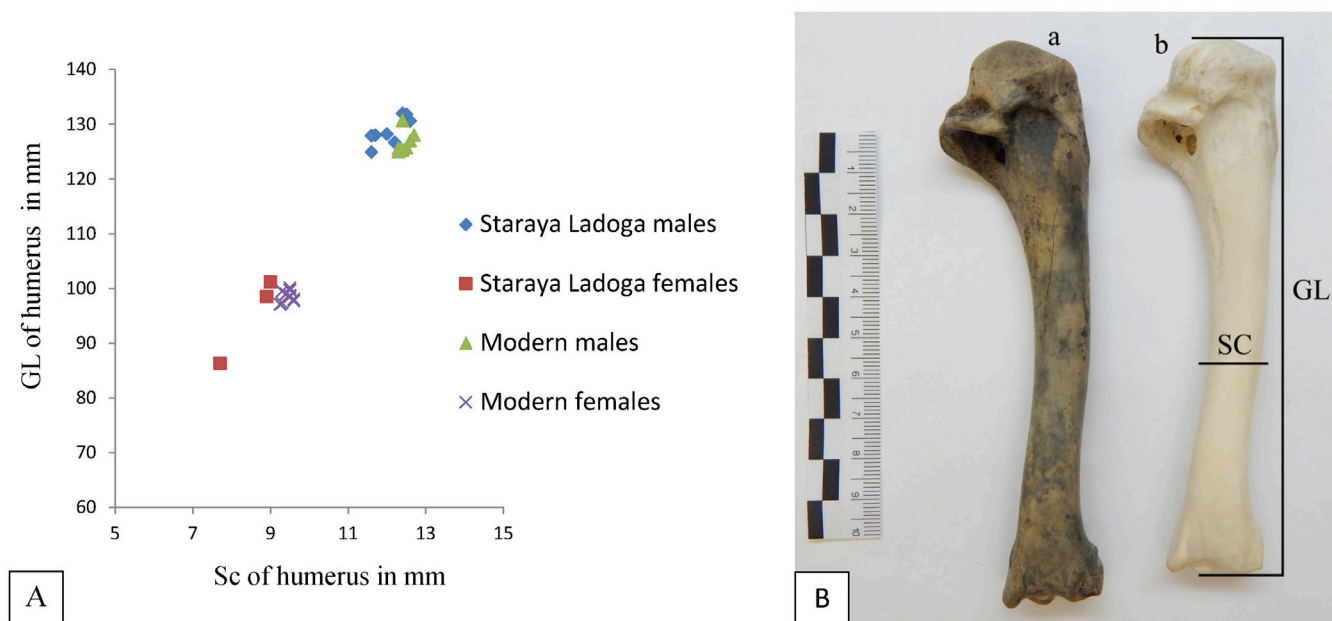 140
130
120
110
100
90
80
70
60
5
7
9
11
13
15
GL of humerus in mm
Sc of humerus in mm
Staraya Ladoga males
Staraya Ladoga females
Modern males
Modern females
A
a
b
1
2
3
4
5
6
7
8
9
10
GL
SC
B